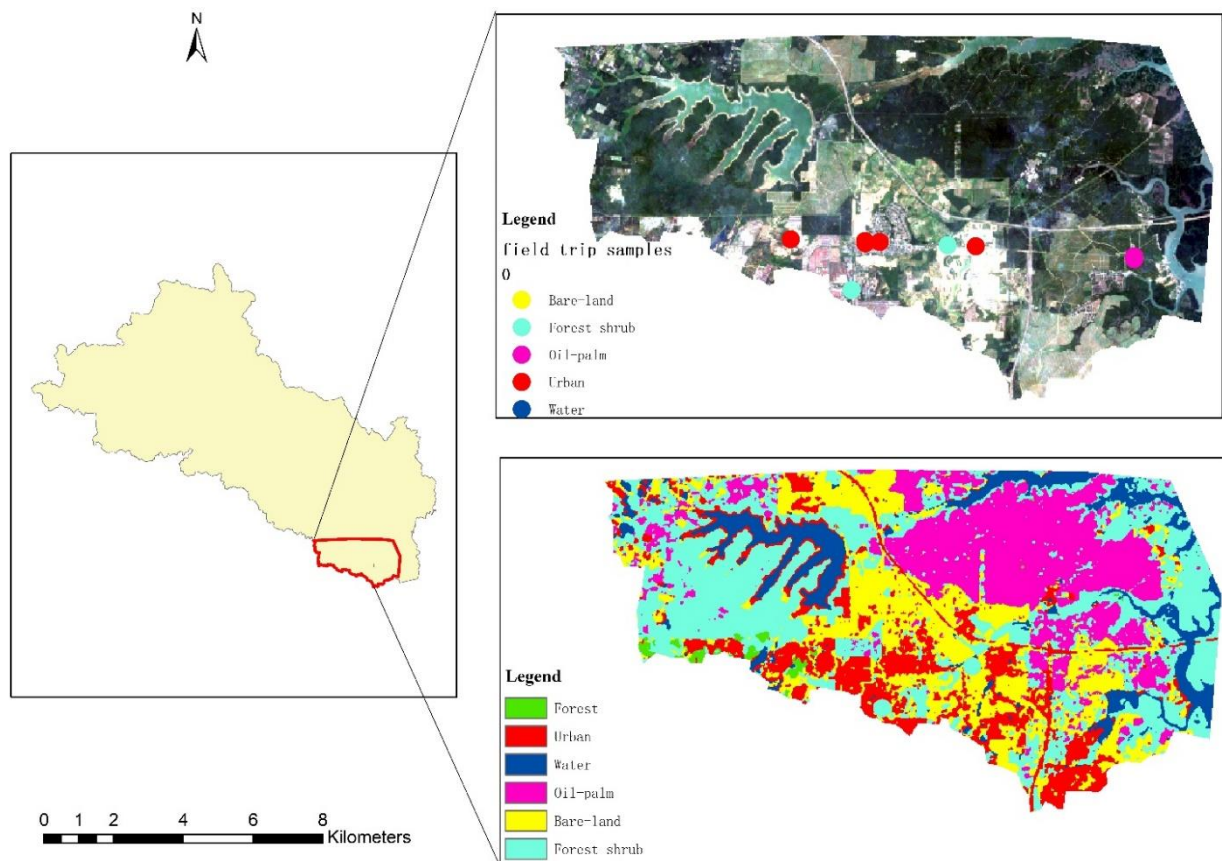 N
Legend
field trip samples
0
Bare-land
Forest shrub
Oil-palm
Urban
Water
Legend
Forest
Urban
Water
Oil-palm
Bare-land
Forest shrub
0 1 2 4 6 8
Kilometers